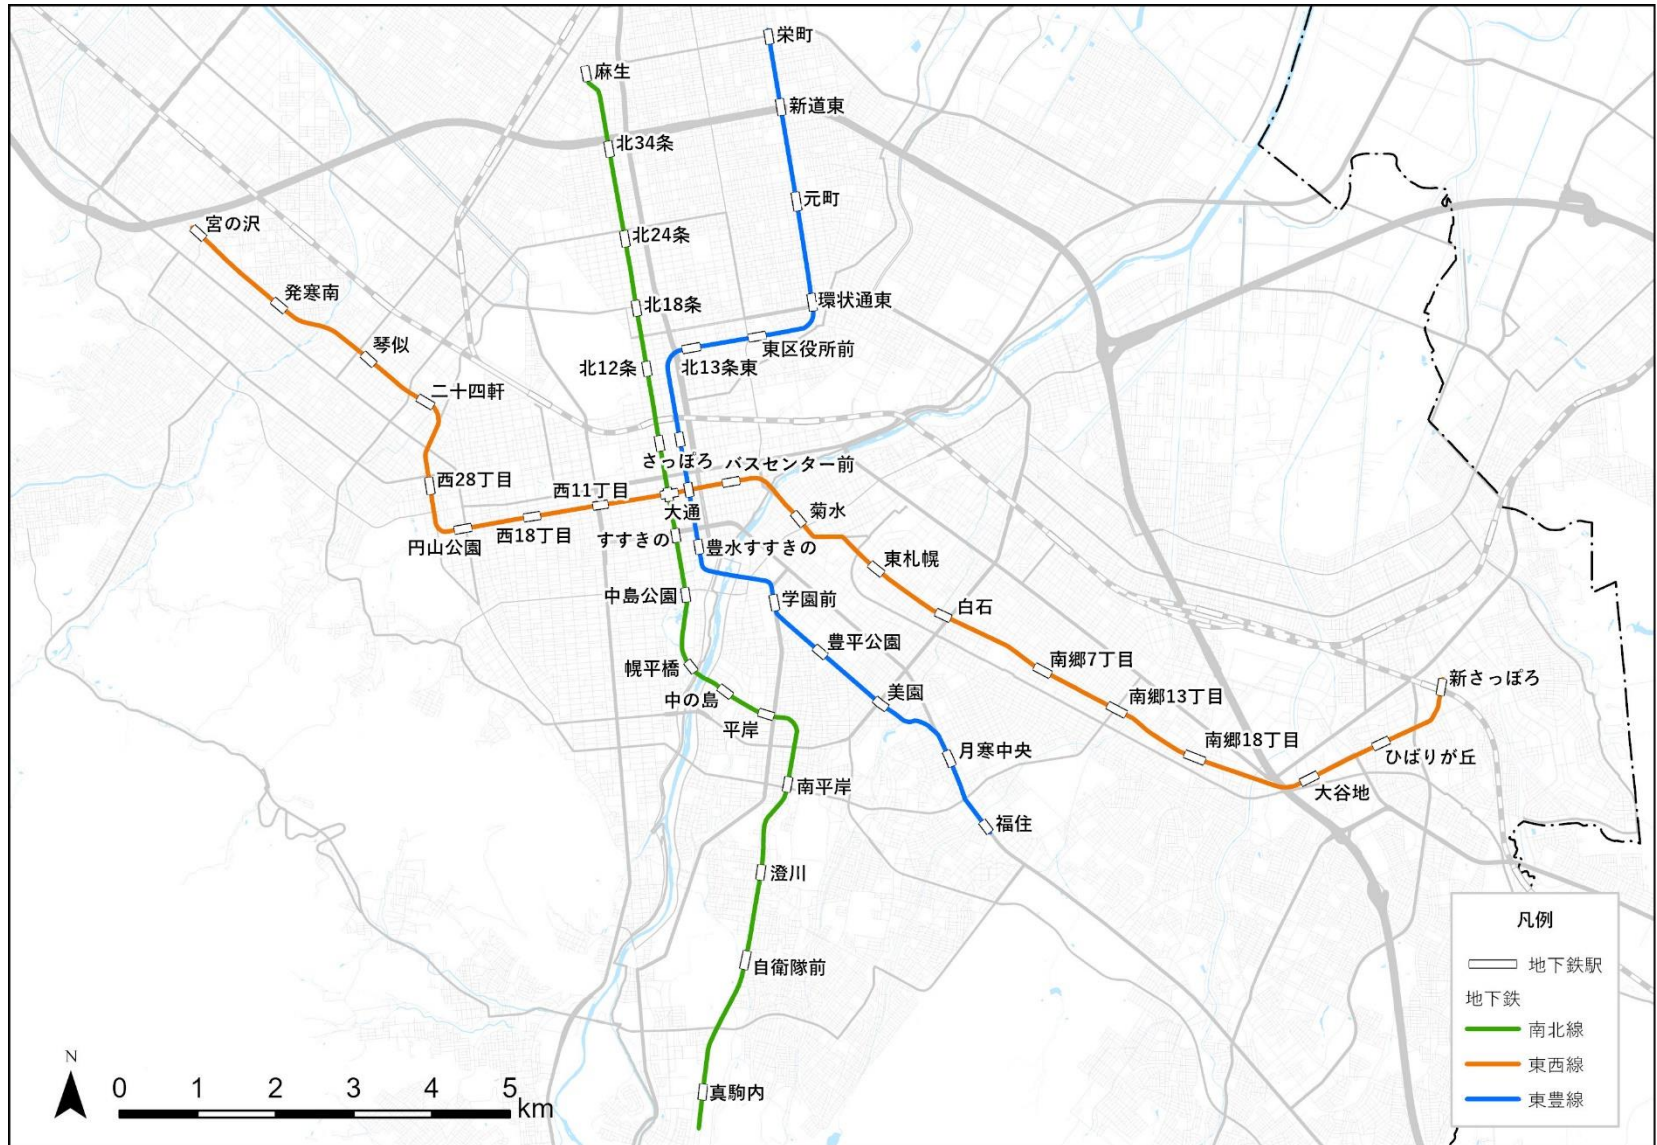 栄町
麻生
新道東
北34条
元町
宮の沢
北24条
発寒南
北18条
環状通東
琴似
東区役所前
北12条
北13条東
二十四軒
さっぽろ
バスセンター前
西28丁目
西11丁目
大通
菊水
円山公園
西18丁目
すすきの
豊水すすきの
東札幌
中島公園
学園前
白石
豊平公園
幌平橋
南郷7丁目
新さっぽろ
中の島
美園
南郷13丁目
平岸
南郷18丁目
月寒中央
ひばりが丘
南平岸
大谷地
福住
澄川
自衛隊前
真駒内
凡例
地下鉄駅
地下鉄
南北線
東西線
東豊線
N
0 1 2 3 4 5
km